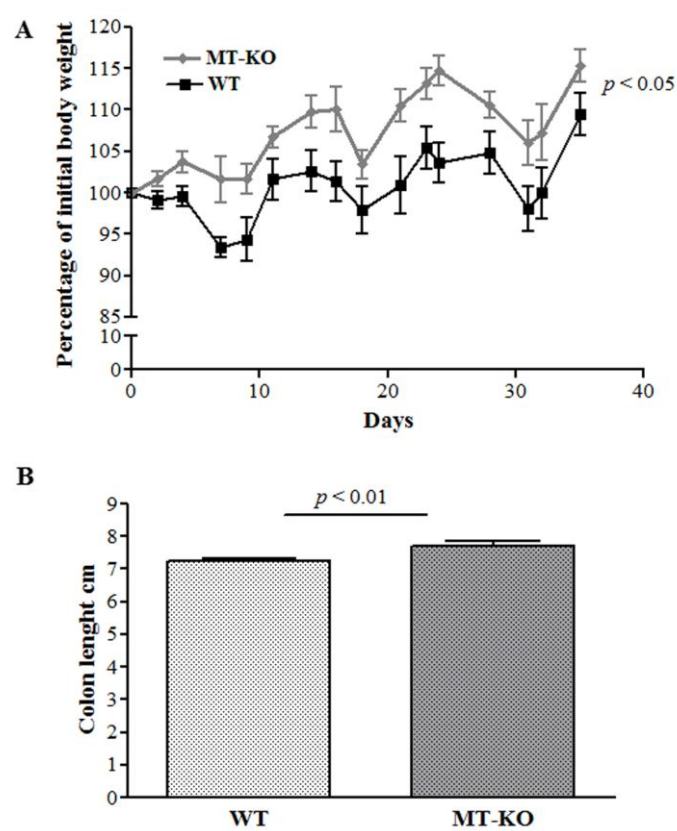 A
Percentage of initial body weight
120
115
110
105
100
95
90
85
10
0
MT-KO
WT
p < 0.05
0 10 20 30 40
Days
B
Colon lenght cm
9
8
7
6
5
4
3
2
1
0
p < 0.01
WT MT-KO